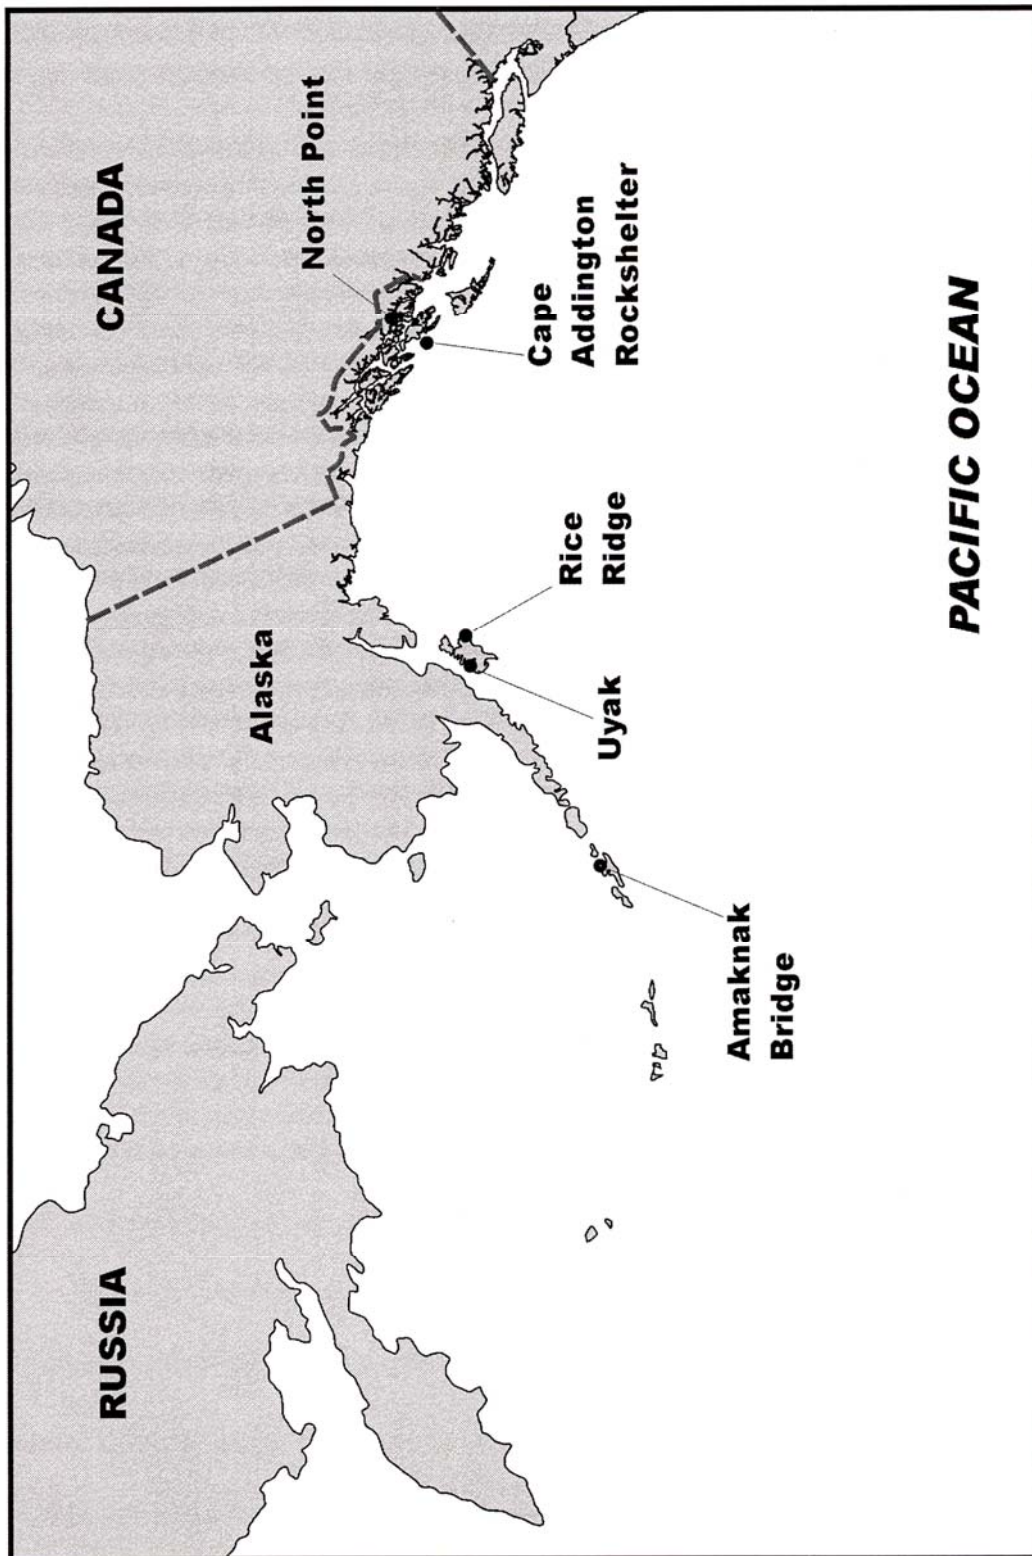 RUSSIA
CANADA
Alaska
North Point
Cape
Addington
Rockshelter
Rice
Ridge
Uyak
Amaknak
Bridge
PACIFIC OCEAN